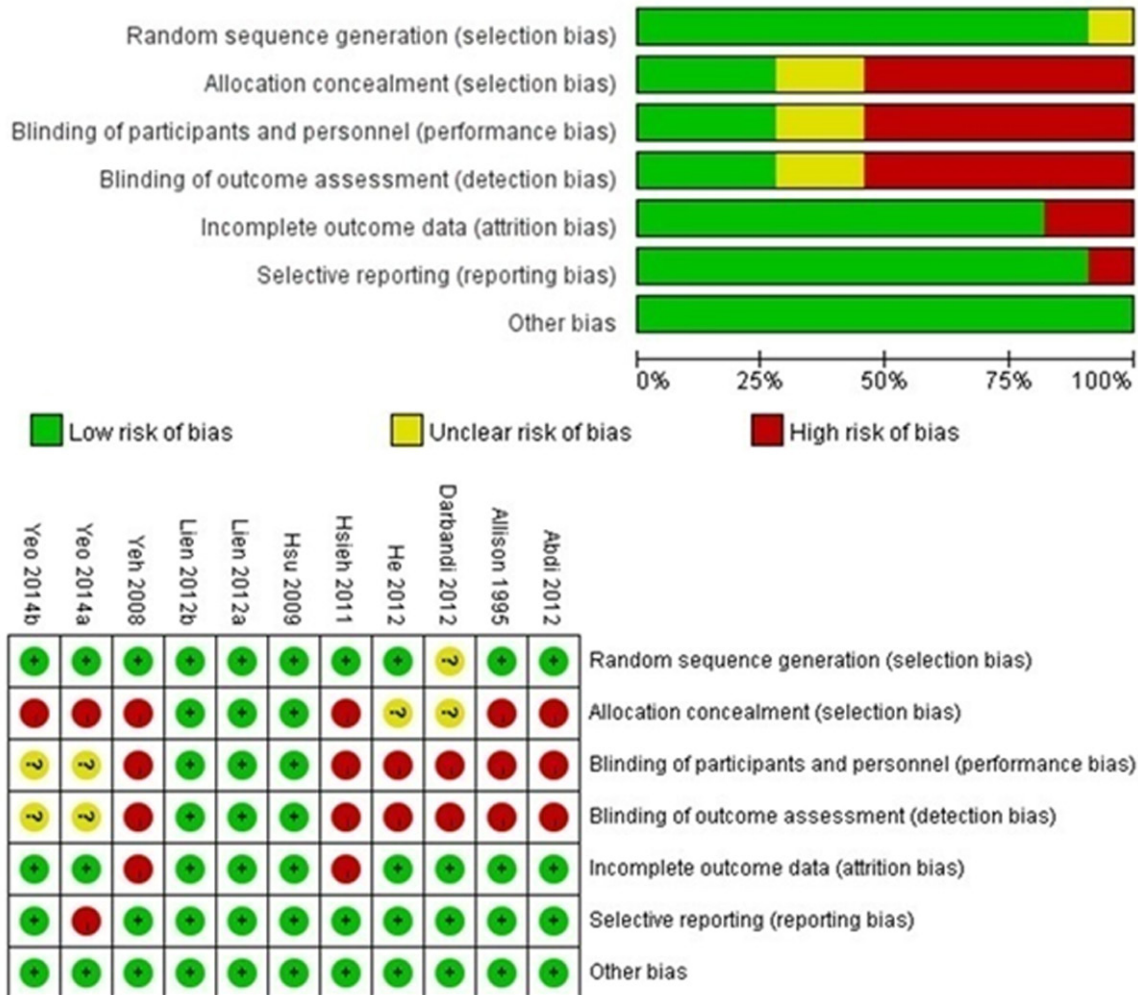 Random sequence generation (selection bias)
Allocation concealment (selection bias)
Blinding of participants and personnel (performance bias)
Blinding of outcome assessment (detection bias)
Incomplete outcome data (attrition bias)
Selective reporting (reporting bias)
Other bias
0% 25% 50% 75% 100%
Low risk of bias Unclear risk of bias High risk of bias
Yeo 2014b
Yeo 2014a
Yeh 2008
Lien 2012b
Lien 2012a
Hsu 2009
Hsieh 2011
He 2012
Darbandi 2012
Allison 1995
Abdi 2012
+ + + + + + + + ? + + Random sequence generation (selection bias)
- - - + + + - ? ? - - Allocation concealment (selection bias)
? ? - + + + - - - - - Blinding of participants and personnel (performance bias)
? ? - + + + - - - - - Blinding of outcome assessment (detection bias)
+ + - + + + - + + + + Incomplete outcome data (attrition bias)
+ - + + + + + + + + + Selective reporting (reporting bias)
+ + + + + + + + + + + Other bias